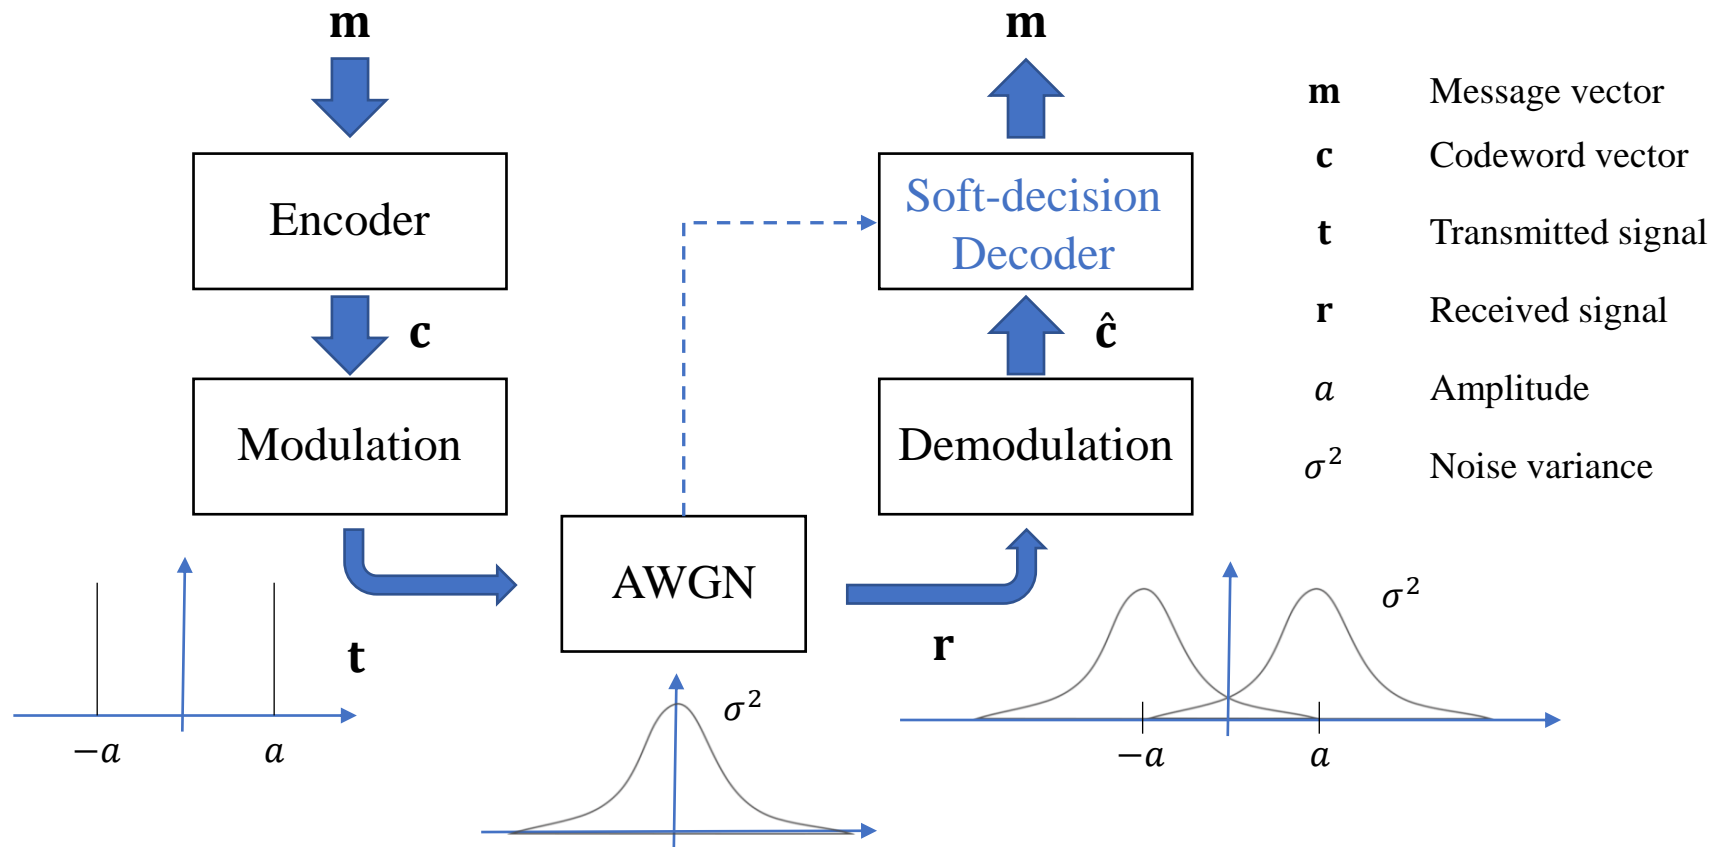 m
Encoder
c
Modulation
t
−a
a
AWGN
σ²
m
Soft-decision
Decoder
ĉ
Demodulation
r
σ²
−a
a
m Message vector
c Codeword vector
t Transmitted signal
r Received signal
a Amplitude
σ² Noise variance